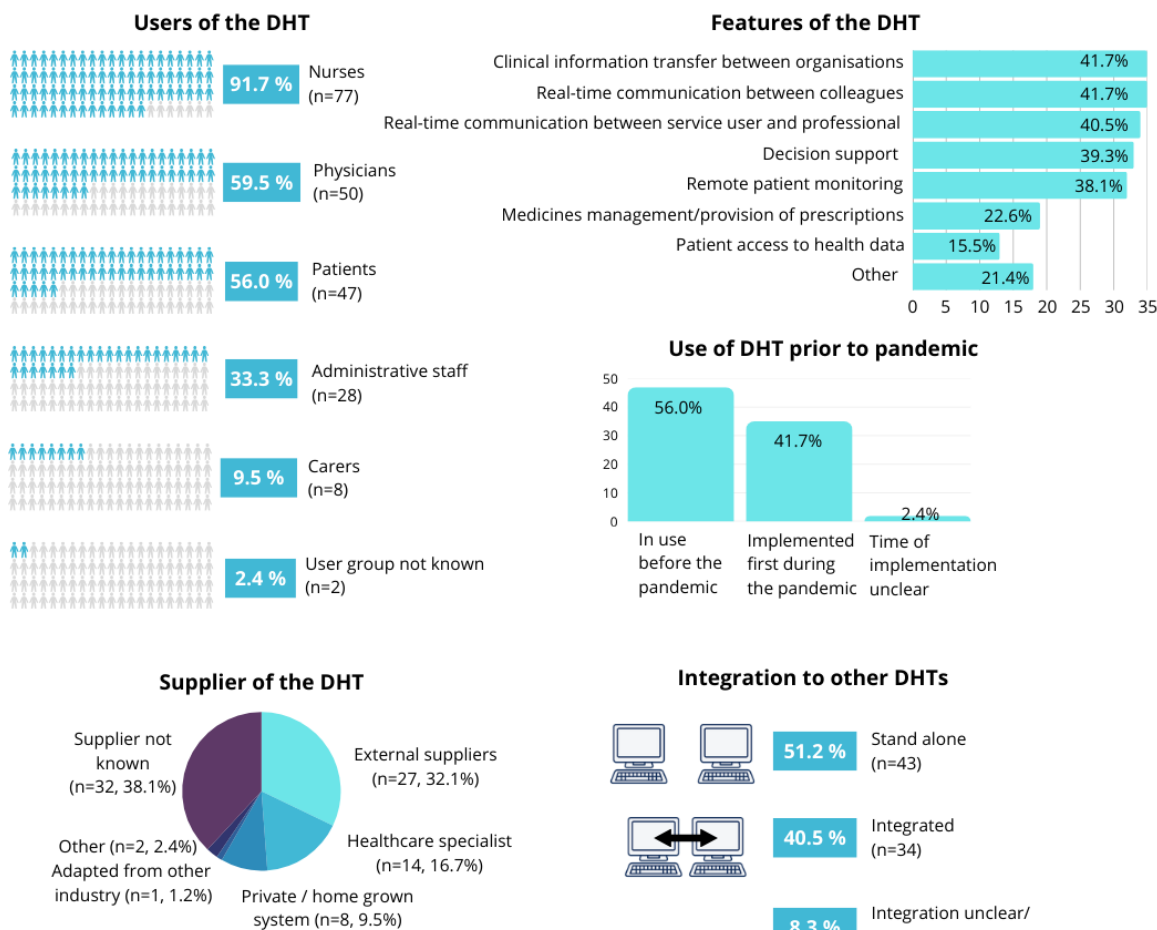 Users of the DHT
91.7 %
Nurses
(n=77)
59.5 %
Physicians
(n=50)
56.0 %
Patients
(n=47)
33.3 %
Administrative staff
(n=28)
9.5 %
Carers
(n=8)
2.4 %
User group not known
(n=2)
Features of the DHT
Clinical information transfer between organisations
41.7%
Real-time communication between colleagues
41.7%
Real-time communication between service user and professional
40.5%
Decision support
39.3%
Remote patient monitoring
38.1%
Medicines management/provision of prescriptions
22.6%
Patient access to health data
15.5%
Other
21.4%
0 5 10 15 20 25 30 35
Use of DHT prior to pandemic
50
40
30
20
10
0
56.0%
41.7%
2.4%
In use
before the
pandemic
Implemented
first during
the pandemic
Time of
implementation
unclear
Supplier of the DHT
Supplier not
known
(n=32, 38.1%)
External suppliers
(n=27, 32.1%)
Healthcare specialist
(n=14, 16.7%)
Other (n=2, 2.4%)
Adapted from other
industry (n=1, 1.2%)
Private / home grown
system (n=8, 9.5%)
Integration to other DHTs
51.2 %
Stand alone
(n=43)
40.5 %
Integrated
(n=34)
8.3 %
Integration unclear/